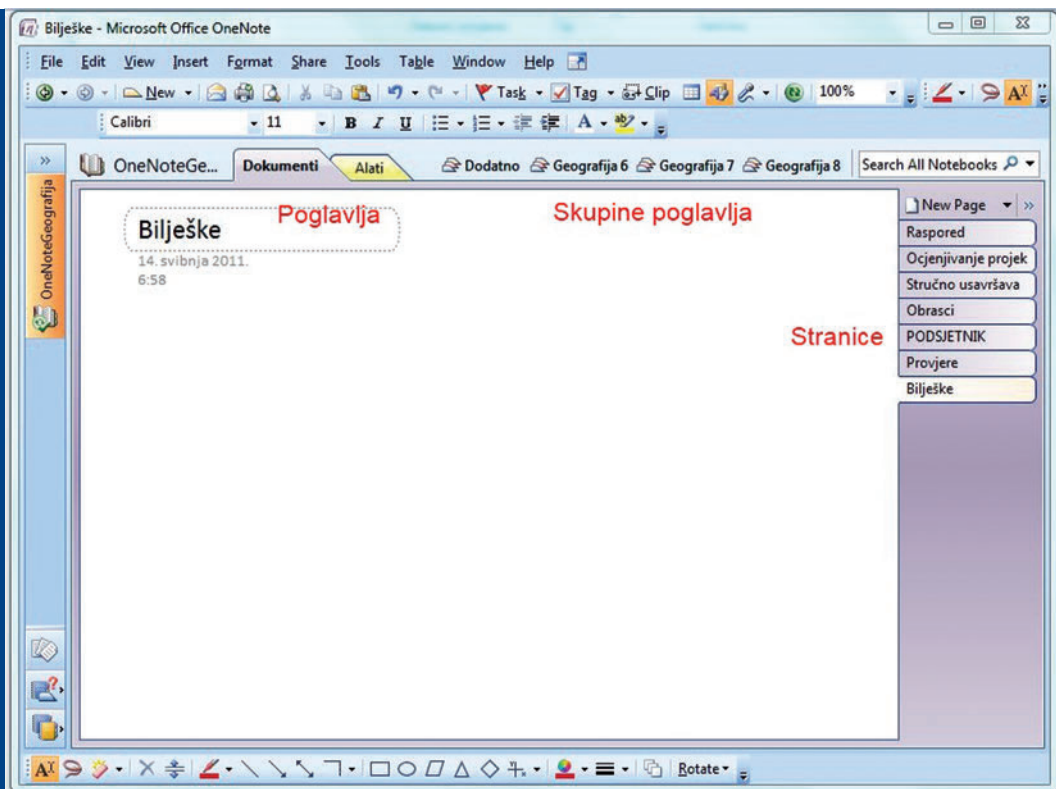 Bilješke - Microsoft Office OneNote
File Edit View Insert Format Share Tools Table Window Help
New Task Tag Clip 100% A
Calibri 11 B I U A ab
OneNoteGe... Dokumenti Alati Dodatno Geografija 6 Geografija 7 Geografija 8 Search All Notebooks
OneNoteGeografija
New Page
Bilješke Poglavlja Skupine poglavlja
14. svibnja 2011.
6:58
Raspored
Ocjenjivanje projek
Stručno usavršava
Obrasci
Stranice PODSJETNIK
Provjere
Bilješke
A Rotate